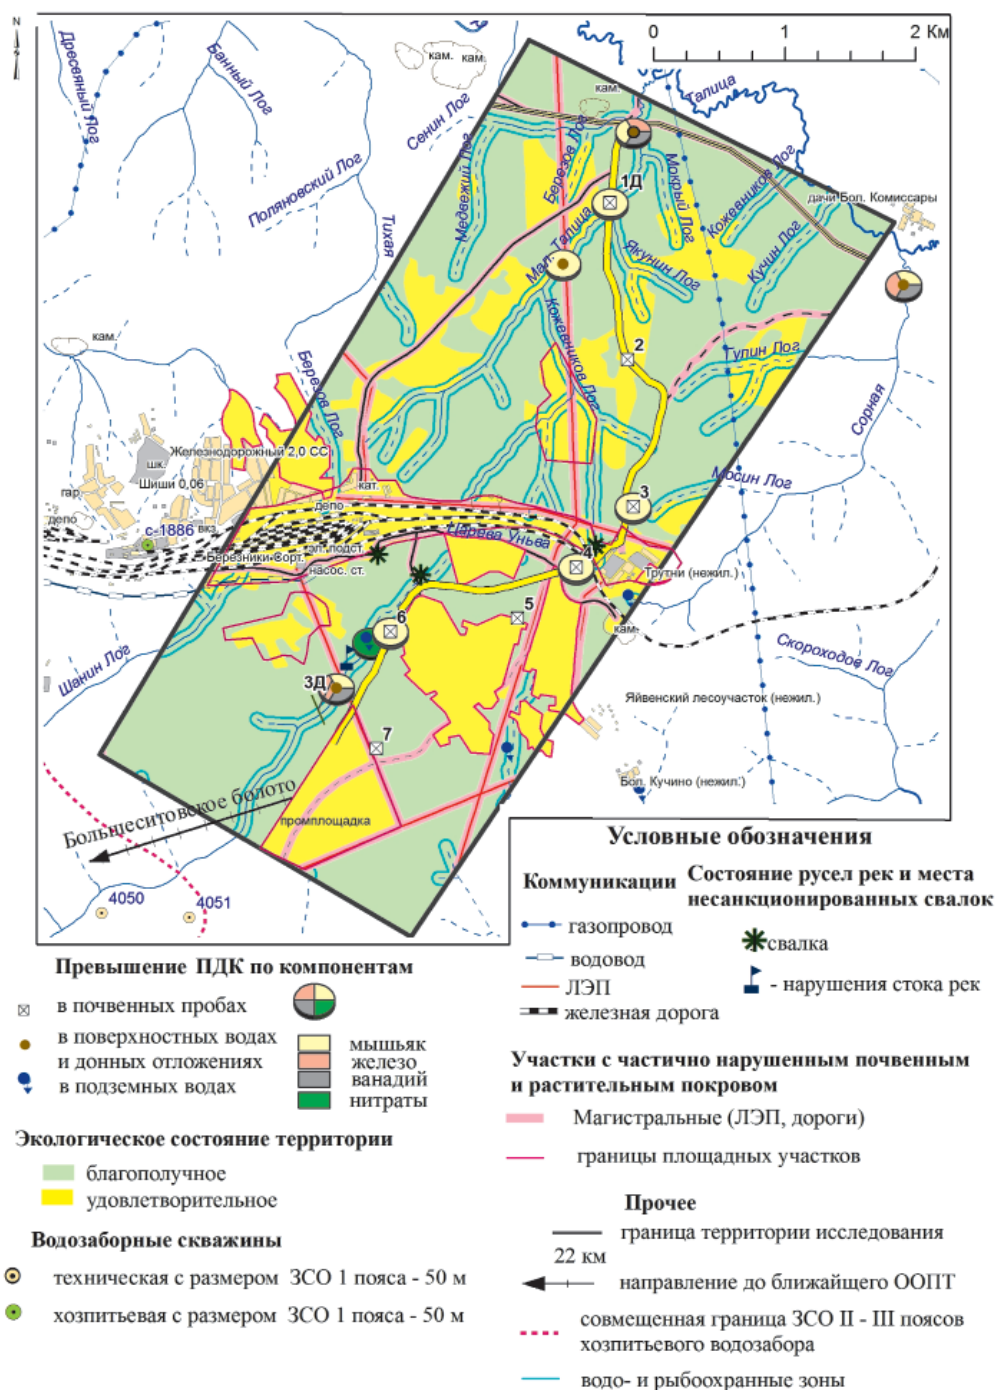 N
0 1 2 Км
Дресвяный Лог
Банный Лог
кам.
кам.
Сенин Лог
кам.
Талица
Поляновский Лог
Тихая
Медвежий Лог
Березов Лог
1Д
Мокрый Лог
Кожевников Лог
дачи Бол. Комиссары
Мал. Талица
Якунин Лог
Кучин Лог
Кожевников Лог
кам.
2
Гулин Лог
Березов Лог
Сорная
Железнодорожный 2,0 СС
шк.
Шиши 0,06
гар.
кат.
Мосин Лог
3
депо
депо
с-1886
вкз.
Царева Уньва
эл. подст.
Березники Сорт.
насос. ст.
4
Трутни (нежил.)
5
6
кам.
Скороходов Лог
Шанин Лог
3Д
Яйвенский лесоучасток (нежил.)
7
Бол. Кучино (нежил.)
Большеситовское болото
промплощадка
4050
4051
Условные обозначения
Коммуникации
газопровод
водовод
ЛЭП
железная дорога
Состояние русел рек и места
несанкционированных свалок
свалка
- нарушения стока рек
Превышение ПДК по компонентам
в почвенных пробах
в поверхностных водах
и донных отложениях
в подземных водах
мышьяк
железо
ванадий
нитраты
Участки с частично нарушенным почвенным
и растительным покровом
Магистральные (ЛЭП, дороги)
границы площадных участков
Экологическое состояние территории
благополучное
удовлетворительное
Водозаборные скважины
техническая с размером ЗСО 1 пояса - 50 м
хозпитьевая с размером ЗСО 1 пояса - 50 м
Прочее
граница территории исследования
22 км
направление до ближайшего ООПТ
совмещенная граница ЗСО II - III поясов
хозпитьевого водозабора
водо- и рыбоохранные зоны